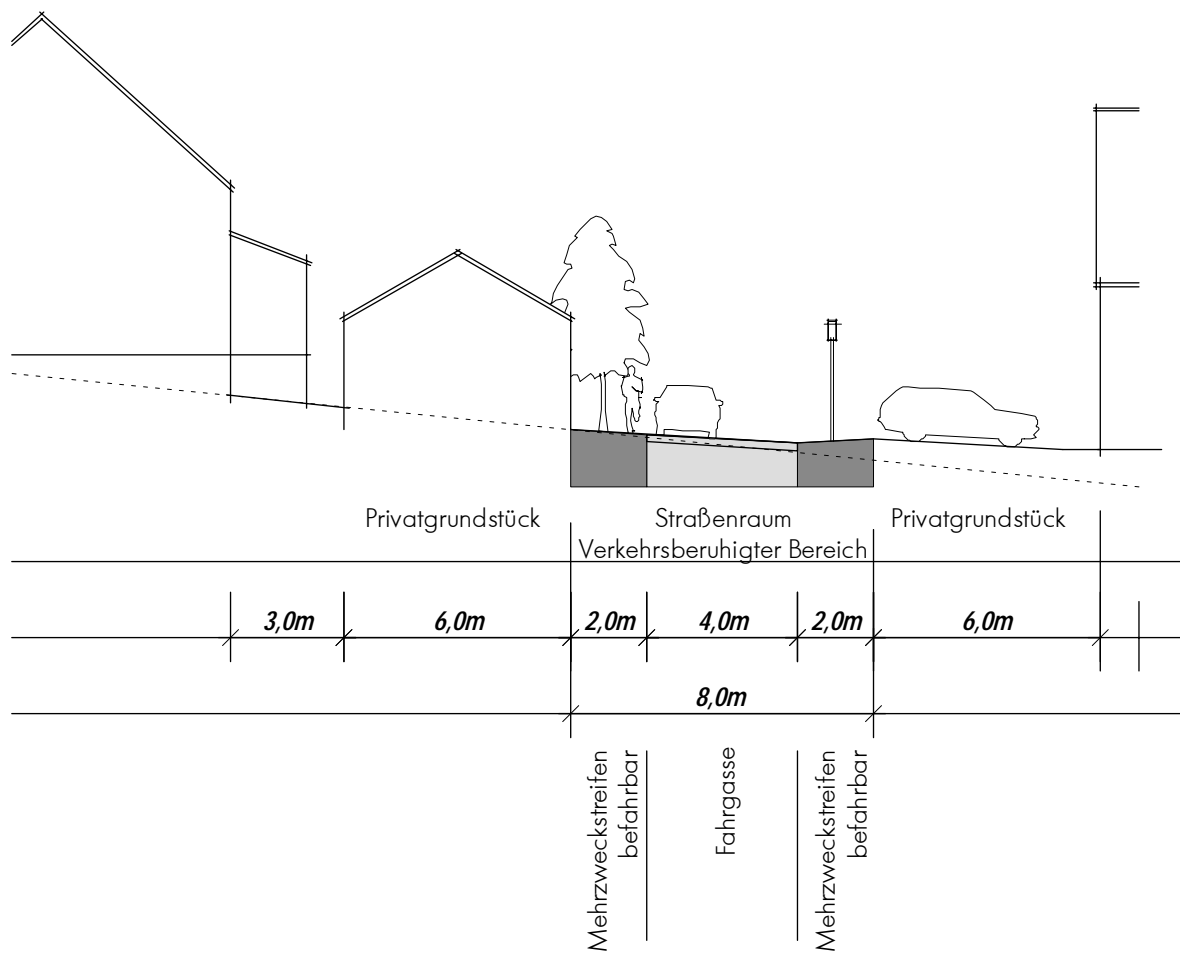 Privatgrundstück
Straßenraum
Verkehrsberuhigter Bereich
Privatgrundstück
3,0m
6,0m
2,0m
4,0m
2,0m
6,0m
8,0m
Mehrzweckstreifen
befahrbar
Fahrgasse
Mehrzweckstreifen
befahrbar